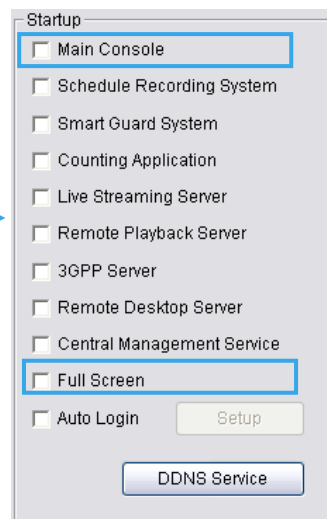 Startup
Main Console
Schedule Recording System
Smart Guard System
Counting Application
Live Streaming Server
Remote Playback Server
3GPP Server
Remote Desktop Server
Central Management Service
Full Screen
Auto Login Setup
DDNS Service